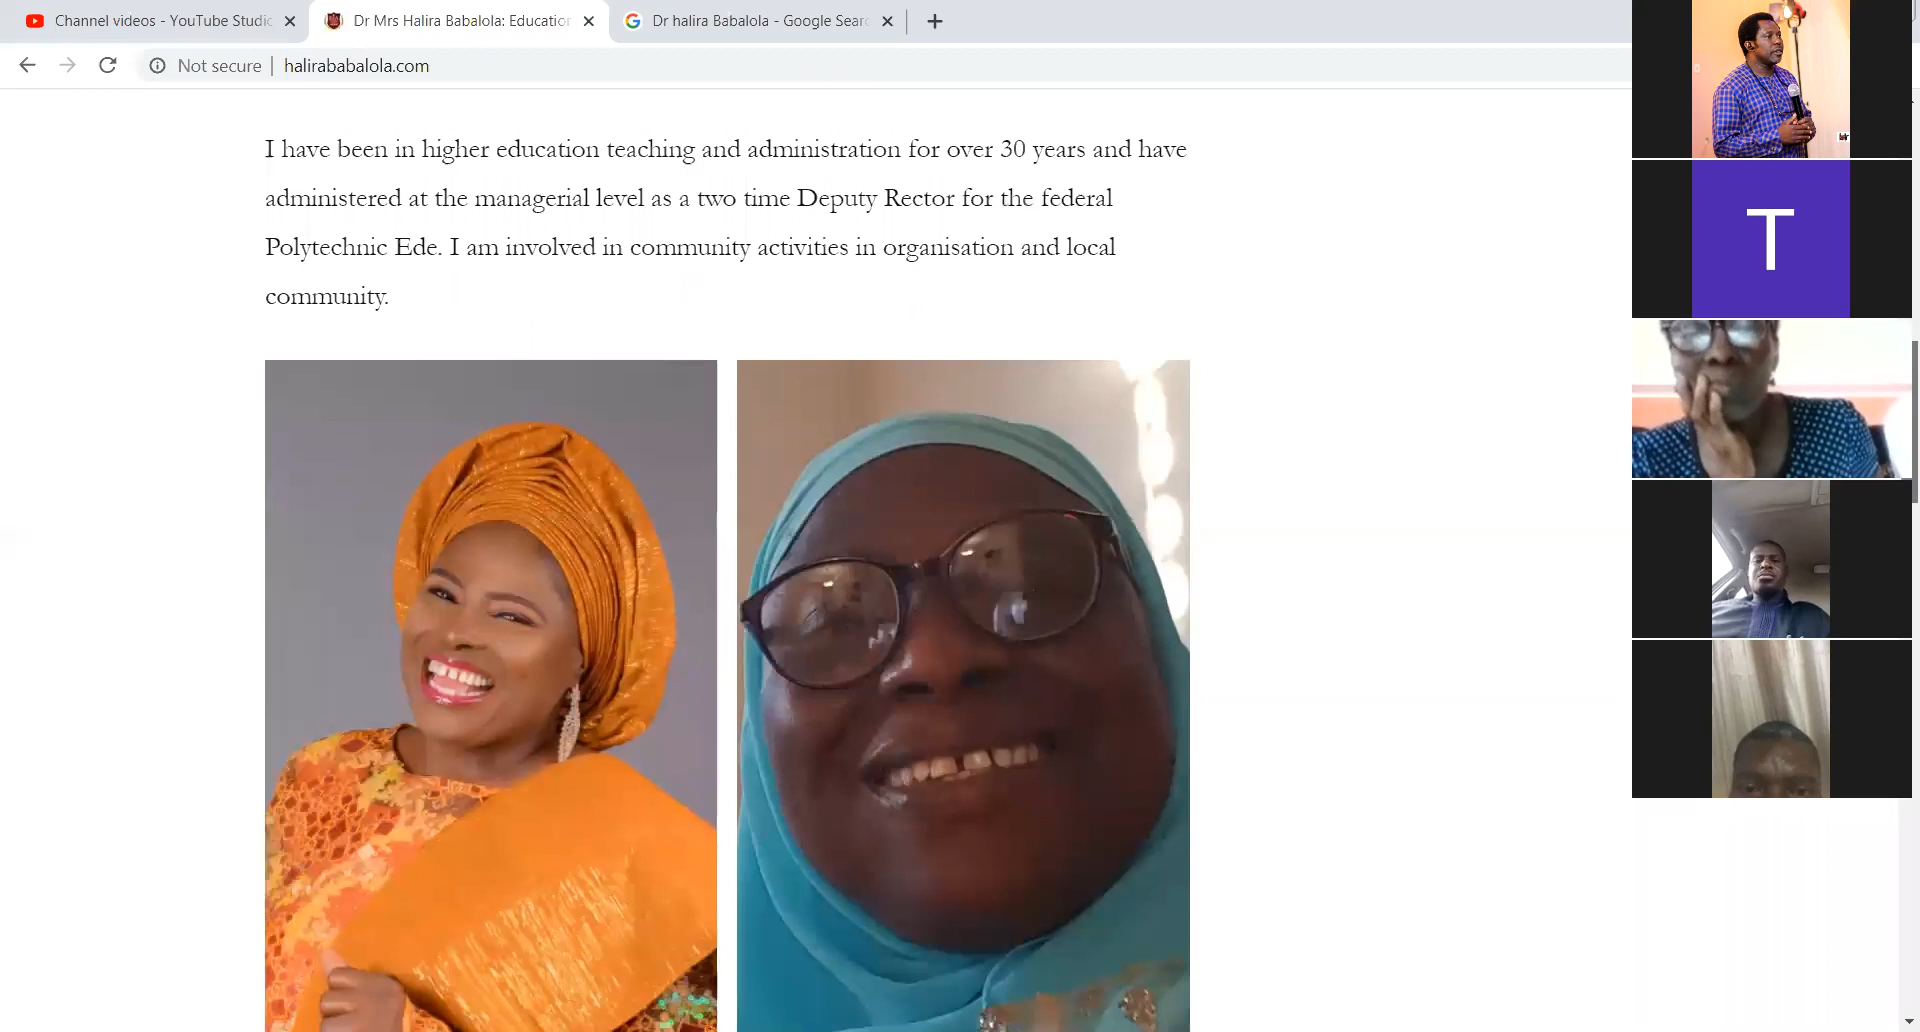 Channel videos - YouTube Studio
Dr Mrs Halira Babalola: Education
Dr halira Babalola - Google Searc
Not secure
halirababalola.com
I have been in higher education teaching and administration for over 30 years and have
administered at the managerial level as a two time Deputy Rector for the federal
Polytechnic Ede. I am involved in community activities in organisation and local
community.
T